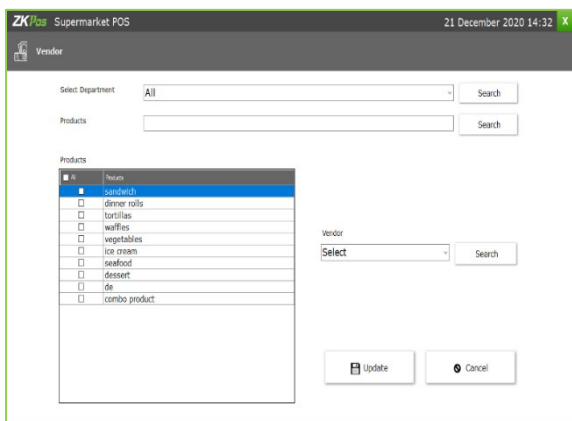 ZKPos Supermarket POS 21 December 2020 14:32 X
Vendor
Select Department All Search
Products Search
Products
All Products
sandwich
dinner rolls
tortillas
waffles
vegetables
Vendor
ice cream
Select Search
seafood
dessert
de
combo product
Update Cancel